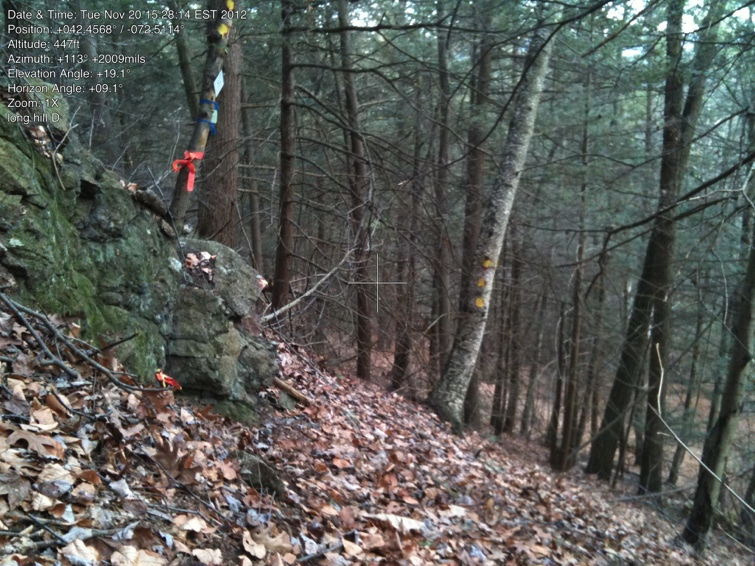 Date & Time: Tue Nov 20 15:28:14 EST 2012
Position: +042.4568° / -072.5114°
Altitude: 447ft
Azimuth: +113° +2009mils
Elevation Angle: +19.1°
Horizon Angle: +09.1°
Zoom: 1X
long hill D